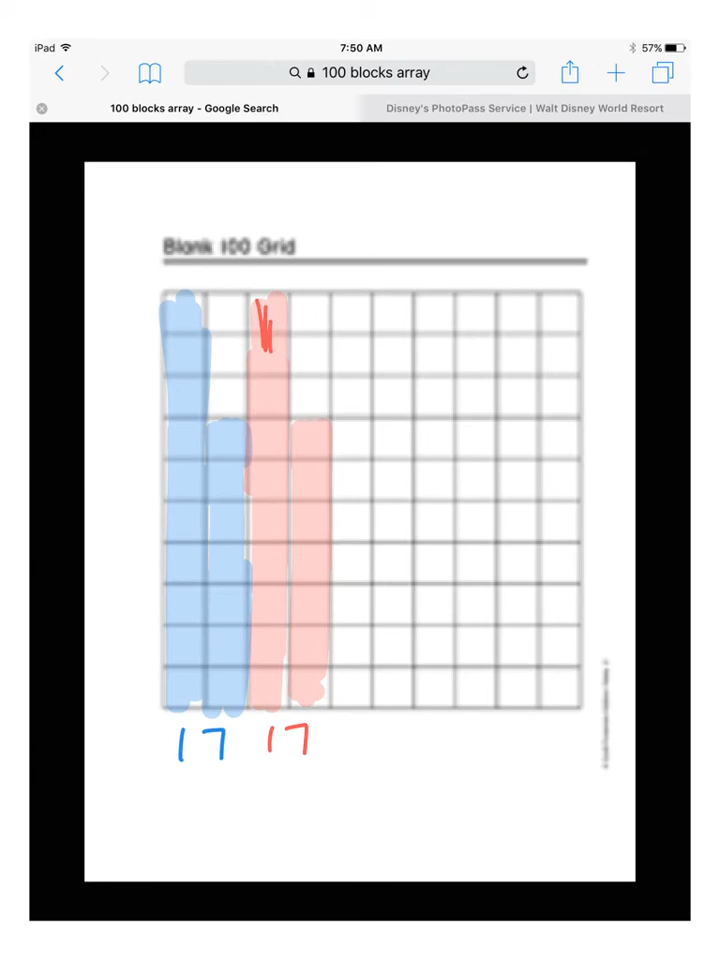 iPad 7:50 AM 57%
100 blocks array
100 blocks array - Google Search Disney's PhotoPass Service | Walt Disney World Resort
Blank 100 Grid
17 17